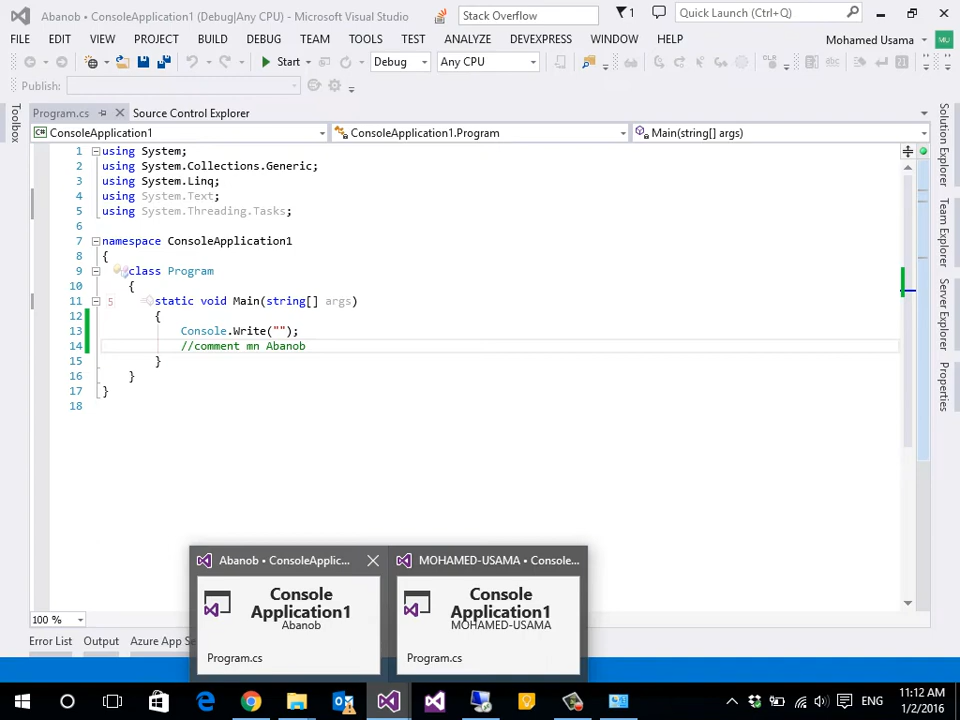 Abanob • ConsoleApplication1 (Debug|Any CPU) - Microsoft Visual Studio
Stack Overflow
1
Quick Launch (Ctrl+Q)
FILE EDIT VIEW PROJECT BUILD DEBUG TEAM TOOLS TEST ANALYZE DEVEXPRESS WINDOW HELP
Mohamed Usama
MU
Start
Debug
Any CPU
Publish:
Program.cs
Source Control Explorer
Toolbox
ConsoleApplication1
ConsoleApplication1.Program
Main(string[] args)
1 using System;
2 using System.Collections.Generic;
3 using System.Linq;
4 using System.Text;
5 using System.Threading.Tasks;
6
7 namespace ConsoleApplication1
8 {
9 class Program
10 {
11 5 static void Main(string[] args)
12 {
13 Console.Write("");
14 //comment mn Abanob
15 }
16 }
17 }
18
Solution Explorer
Team Explorer
Server Explorer
Properties
Abanob • ConsoleApplic...
MOHAMED-USAMA • Console...
Console
Application1
Abanob
Program.cs
Console
Application1
MOHAMED-USAMA
Program.cs
100 %
Error List Output Azure App Se
ENG
11:12 AM
1/2/2016